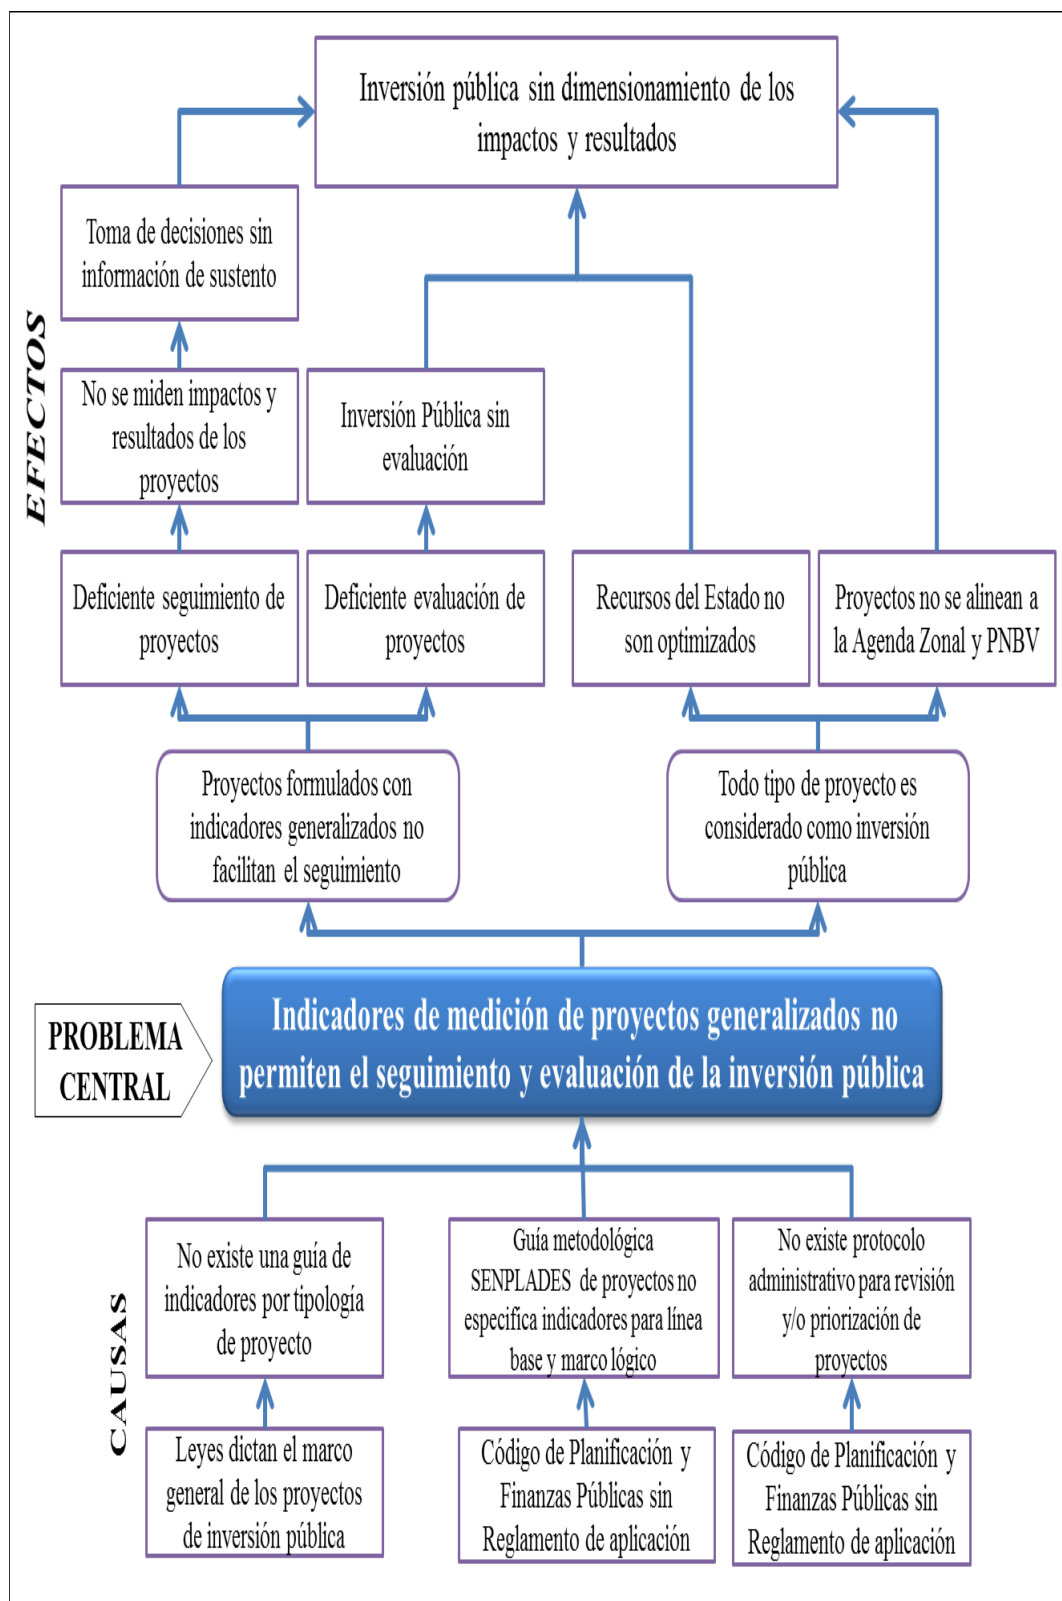 Inversión pública sin dimensionamiento de los
impactos y resultados
Toma de decisiones sin
información de sustento
EFECTOS
No se miden impactos y
resultados de los
proyectos
Inversión Pública sin
evaluación
Deficiente seguimiento de
proyectos
Deficiente evaluación de
proyectos
Recursos del Estado no
son optimizados
Proyectos no se alinean a
la Agenda Zonal y PNBV
Proyectos formulados con
indicadores generalizados no
facilitan el seguimiento
Todo tipo de proyecto es
considerado como inversión
pública
PROBLEMA
CENTRAL
Indicadores de medición de proyectos generalizados no
permiten el seguimiento y evaluación de la inversión pública
CAUSAS
No existe una guía de
indicadores por tipología
de proyecto
Guía metodológica
SENPLADES de proyectos no
especifica indicadores para línea
base y marco lógico
No existe protocolo
administrativo para revisión
y/o priorización de
proyectos
Leyes dictan el marco
general de los proyectos
de inversión pública
Código de Planificación y
Finanzas Públicas sin
Reglamento de aplicación
Código de Planificación y
Finanzas Públicas sin
Reglamento de aplicación